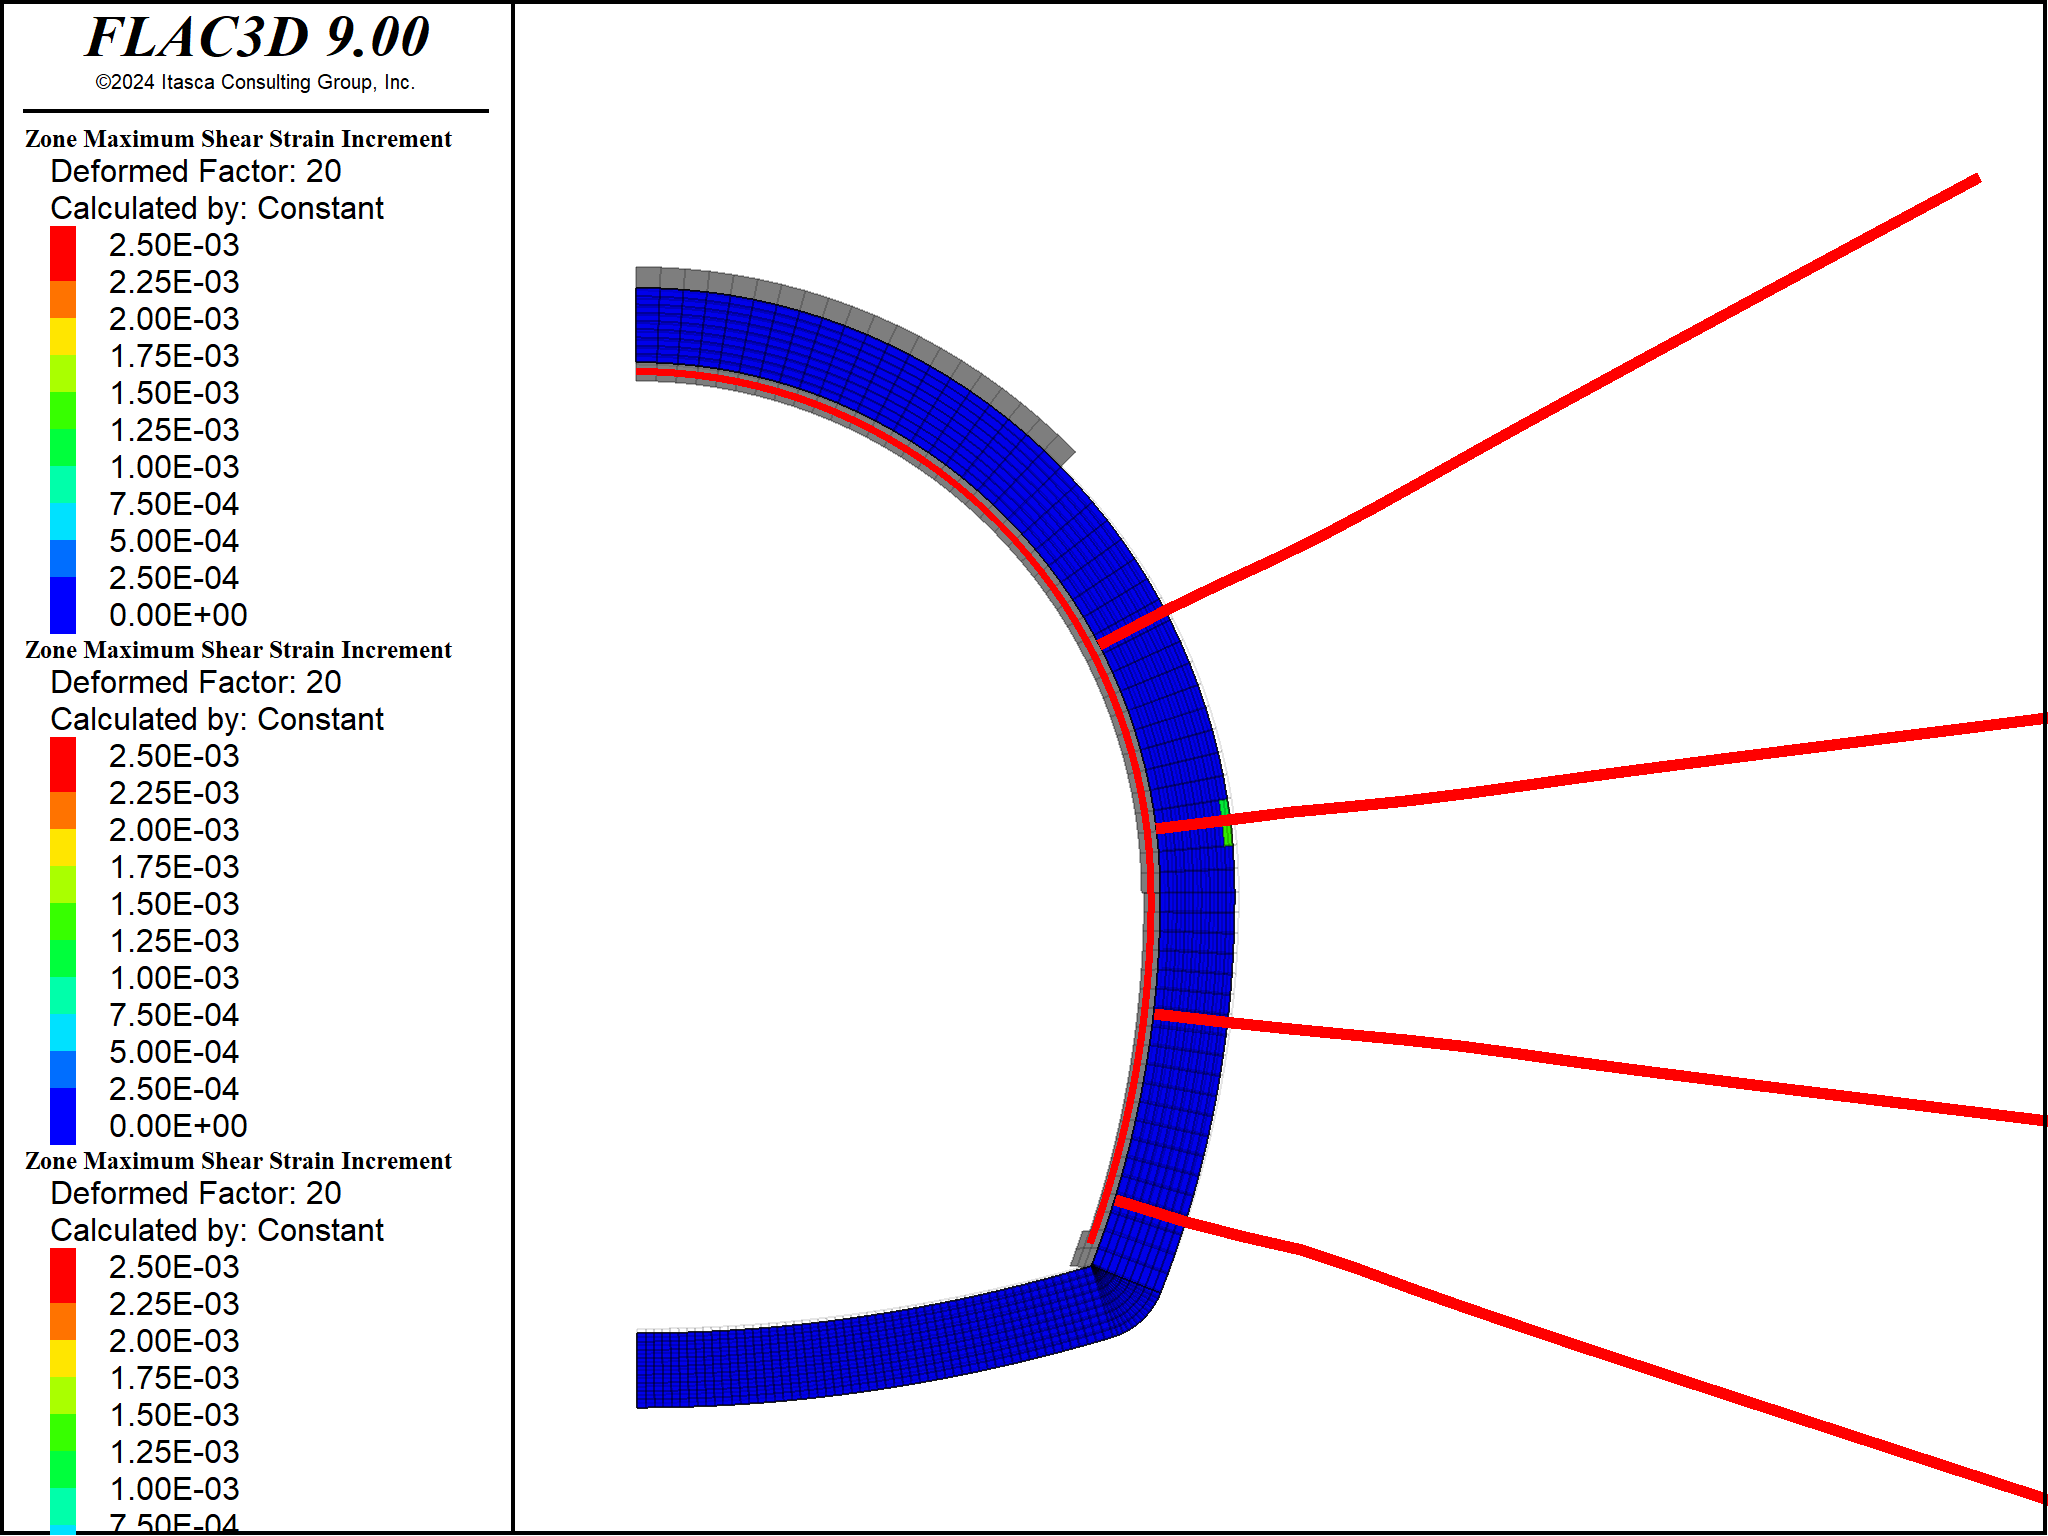 FLAC3D 9.00
©2024 Itasca Consulting Group, Inc.
Zone Maximum Shear Strain Increment
Deformed Factor: 20
Calculated by: Constant
2.50E-03
2.25E-03
2.00E-03
1.75E-03
1.50E-03
1.25E-03
1.00E-03
7.50E-04
5.00E-04
2.50E-04
0.00E+00
Zone Maximum Shear Strain Increment
Deformed Factor: 20
Calculated by: Constant
2.50E-03
2.25E-03
2.00E-03
1.75E-03
1.50E-03
1.25E-03
1.00E-03
7.50E-04
5.00E-04
2.50E-04
0.00E+00
Zone Maximum Shear Strain Increment
Deformed Factor: 20
Calculated by: Constant
2.50E-03
2.25E-03
2.00E-03
1.75E-03
1.50E-03
1.25E-03
1.00E-03
7.50E-04